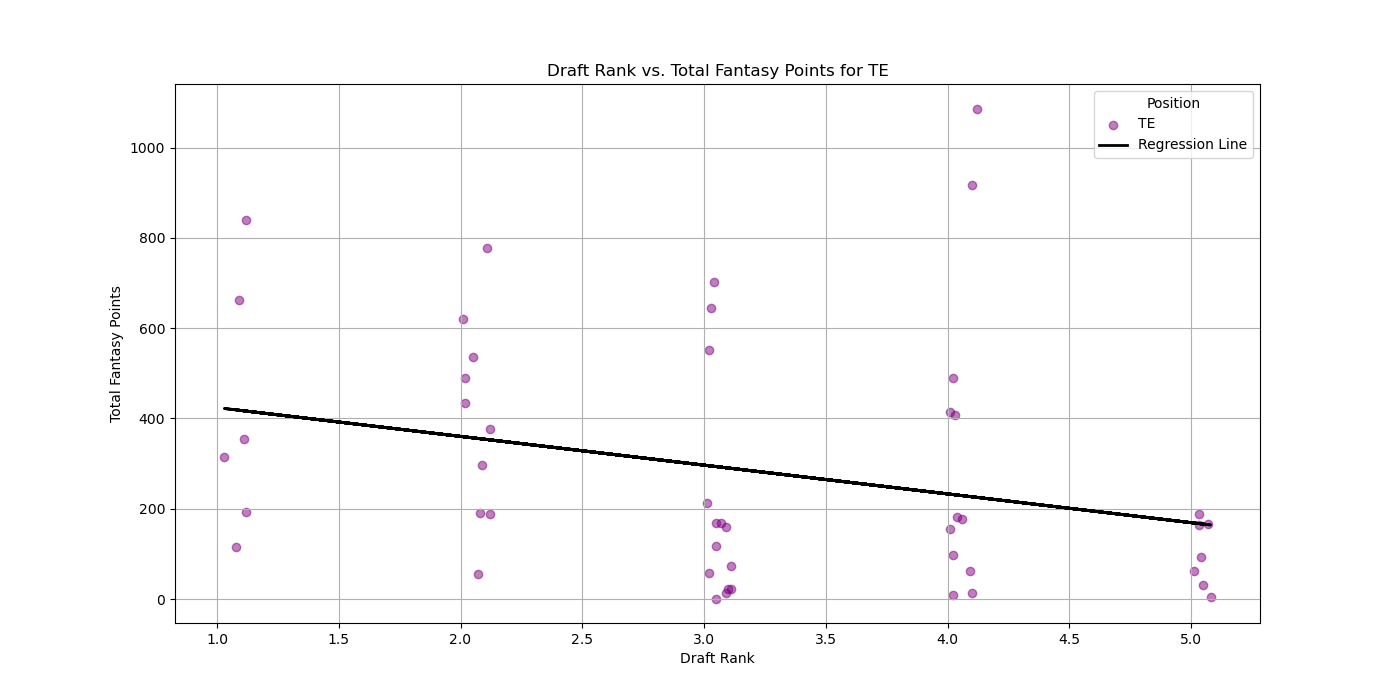 Draft Rank vs. Total Fantasy Points for TE
Position
TE
Regression Line
Total Fantasy Points
1000
800
600
400
200
0
1.0 1.5 2.0 2.5 3.0 3.5 4.0 4.5 5.0
Draft Rank